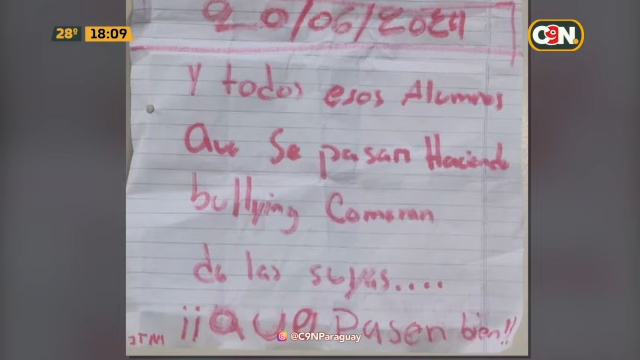 28º 18:09
C9N
20/06/2024
Y todos esos Alumnos
Que Se pasan Haciendo
bullying Comeran
de las suyas....
¡¡QUe Pasen bien!!
@C9NParaguay